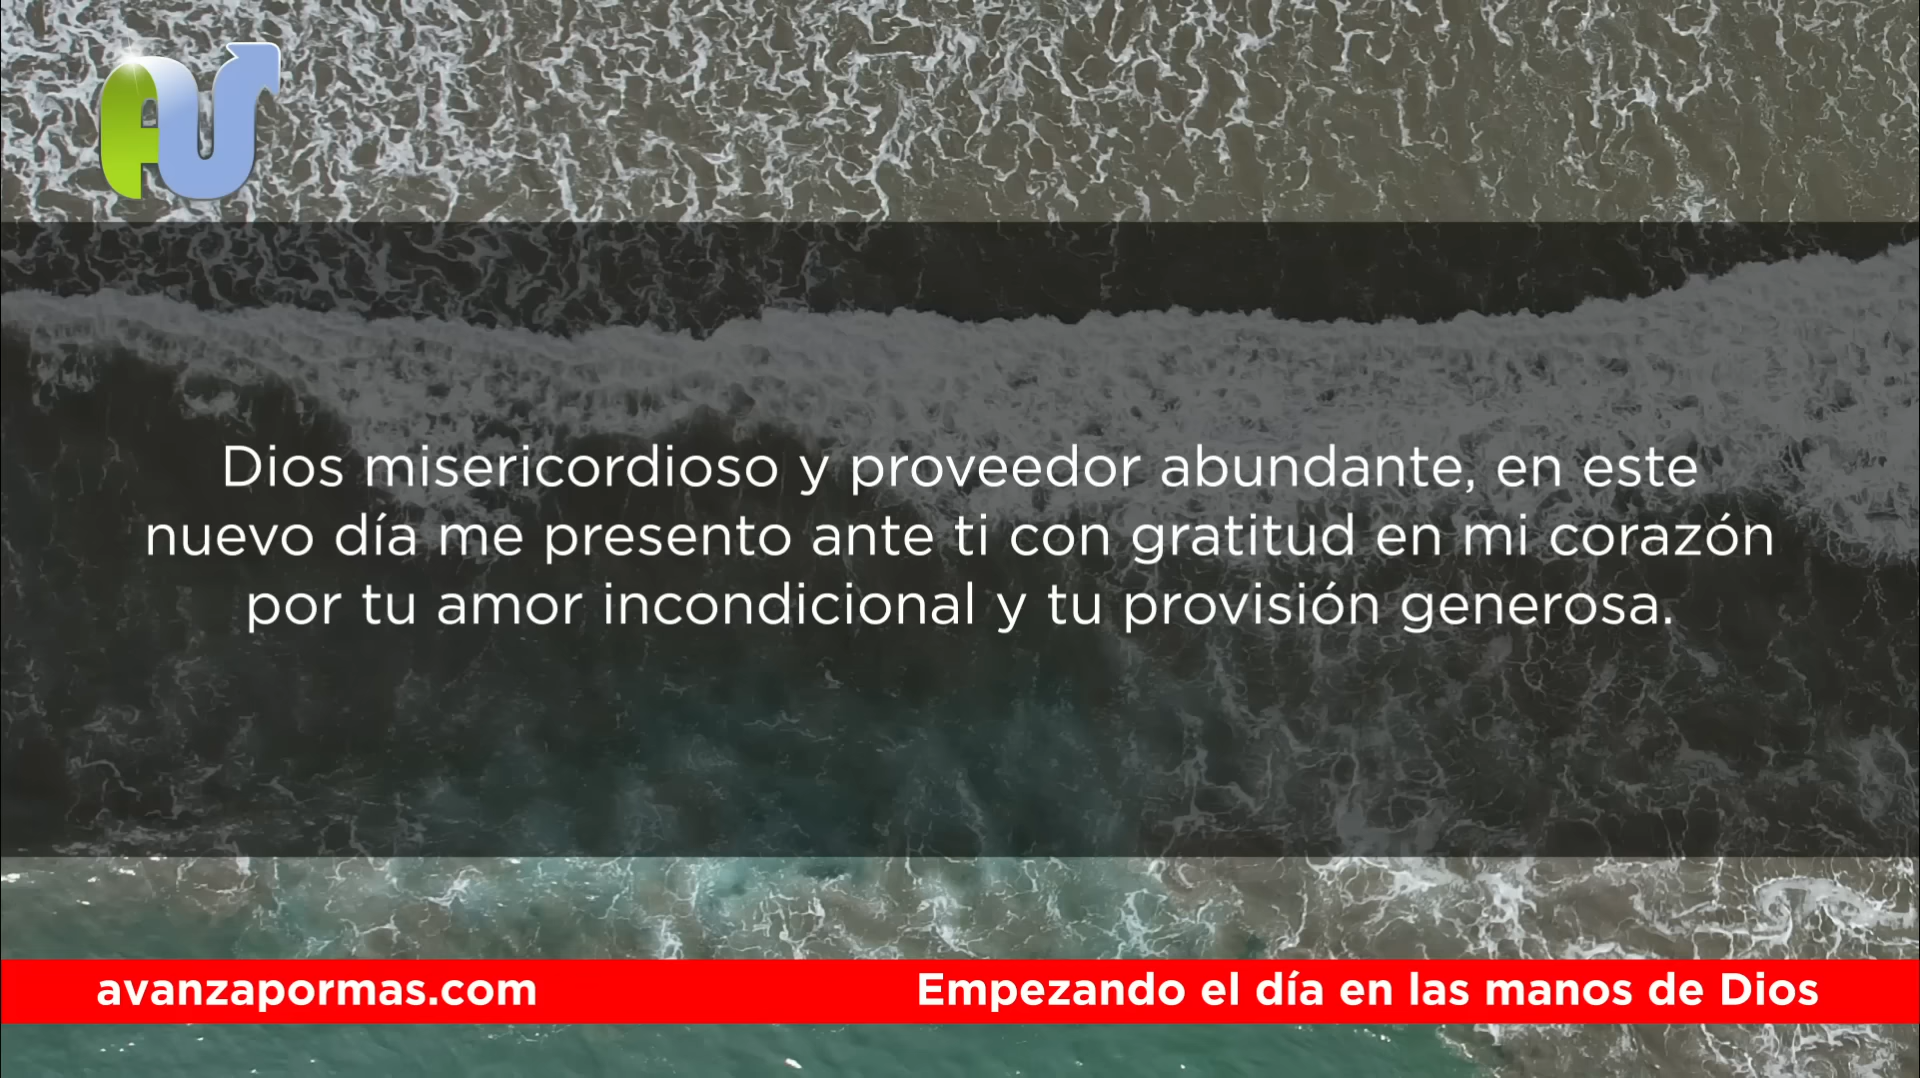 Dios misericordioso y proveedor abundante, en este
nuevo día me presento ante ti con gratitud en mi corazón
por tu amor incondicional y tu provisión generosa.
avanzapormas.com
Empezando el día en las manos de Dios